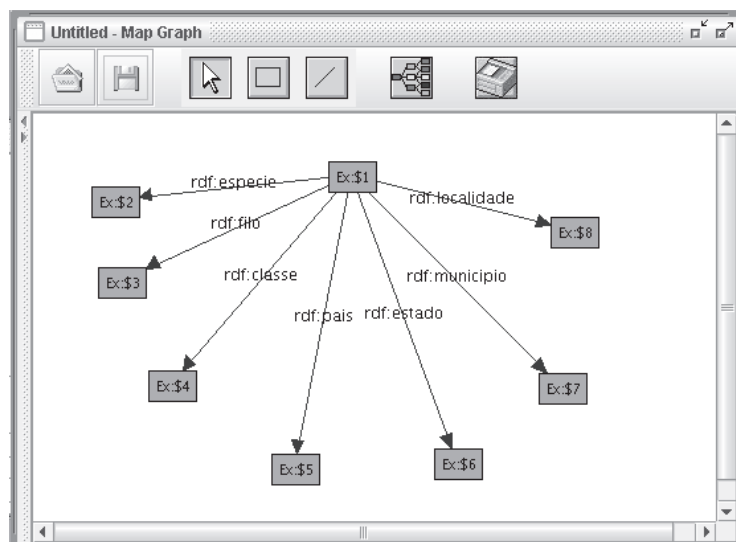 Untitled - Map Graph
Ex:$1
rdf:especie
Ex:$2
rdf:localidade
Ex:$8
rdf:filo
Ex:$3
rdf:classe
rdf:municipio
rdf:pais
rdf:estado
Ex:$4
Ex:$7
Ex:$5
Ex:$6